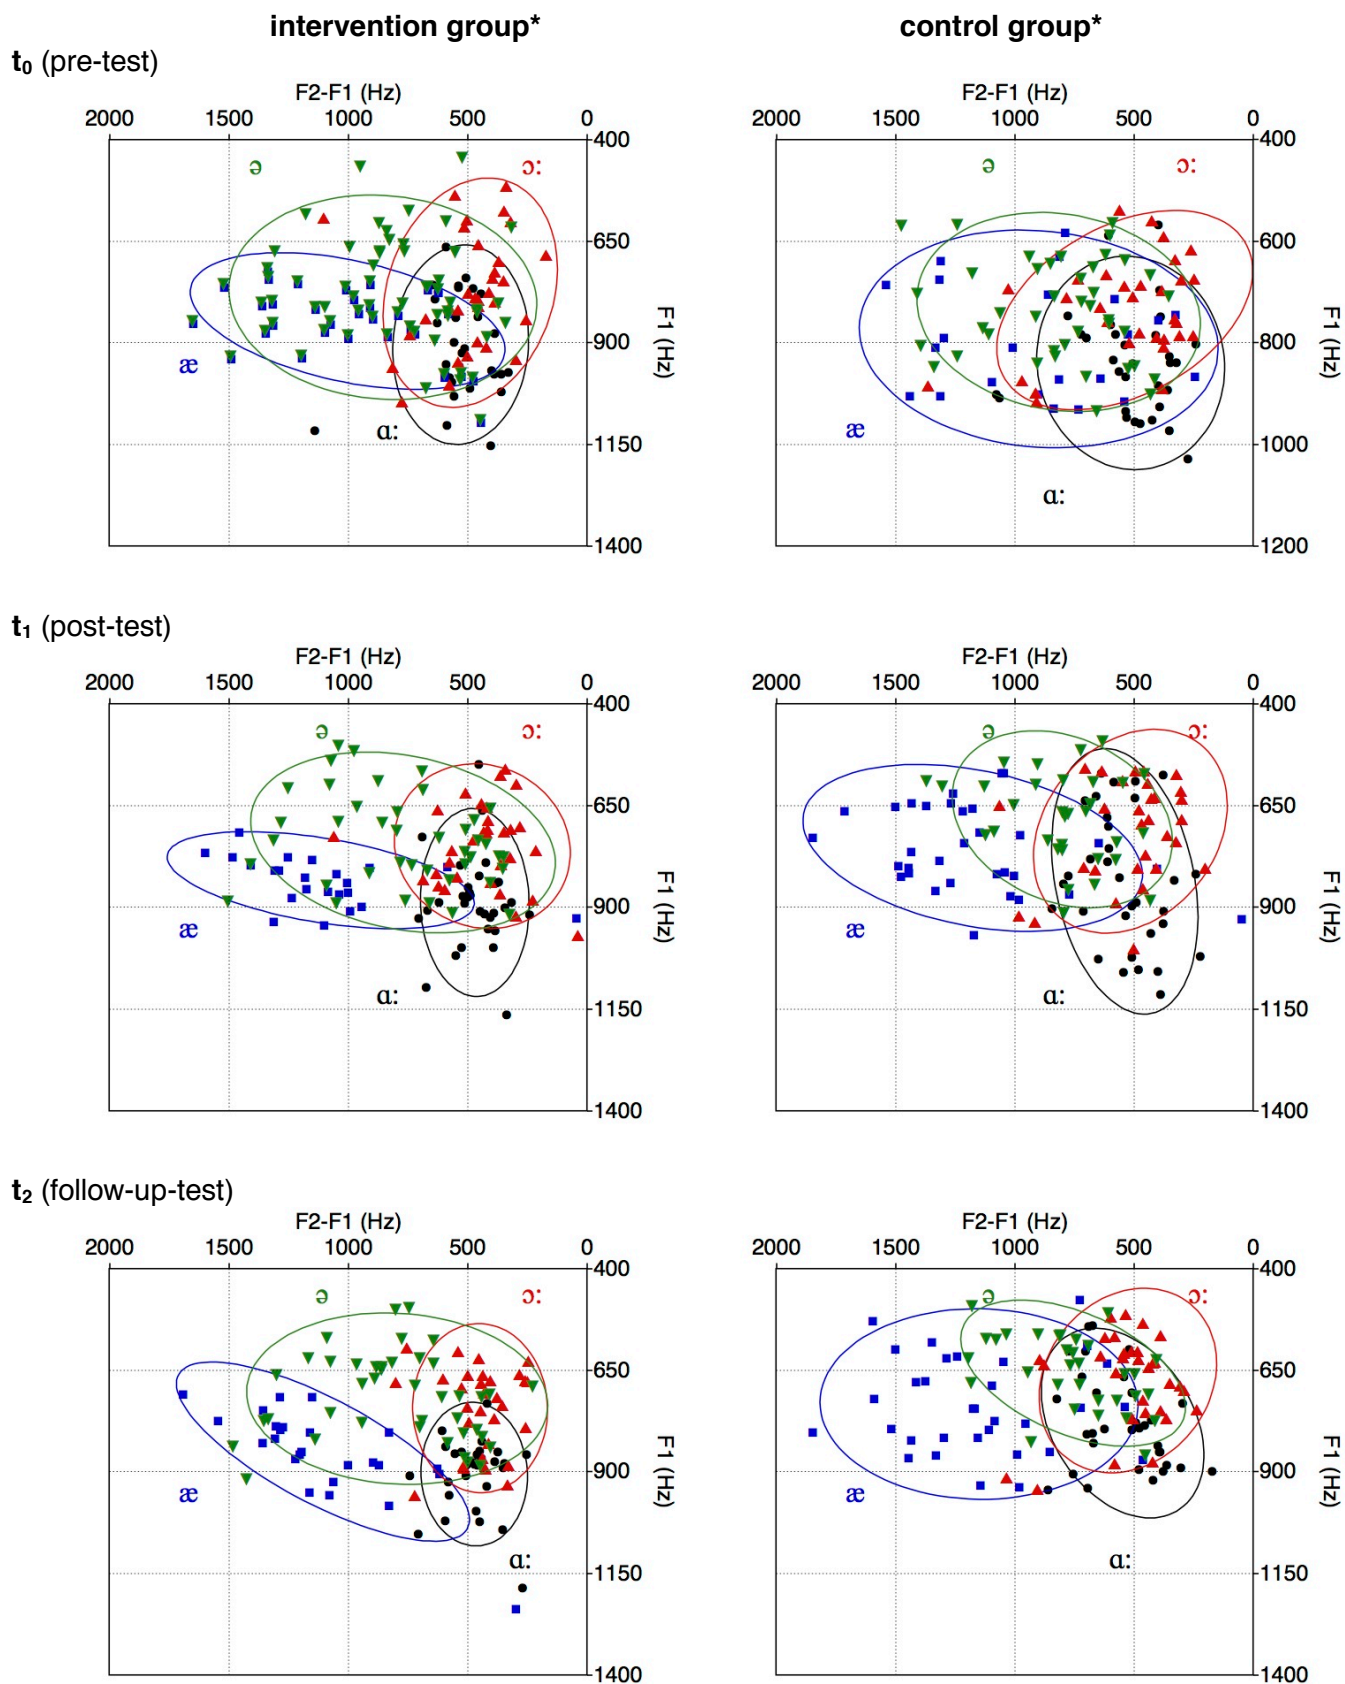 intervention group*
control group*
t₀ (pre-test)
F2-F1 (Hz)
F2-F1 (Hz)
2000 1500 1000 500 0
2000 1500 1000 500 0
400
650
900
1150
1400
F1 (Hz)
ə
ɔː
æ
ɑː
400
600
800
1000
1200
F1 (Hz)
ə
ɔː
æ
ɑː
t₁ (post-test)
F2-F1 (Hz)
F2-F1 (Hz)
2000 1500 1000 500 0
2000 1500 1000 500 0
400
650
900
1150
1400
F1 (Hz)
ə
ɔː
æ
ɑː
400
650
900
1150
1400
F1 (Hz)
ə
ɔː
æ
ɑː
t₂ (follow-up-test)
F2-F1 (Hz)
F2-F1 (Hz)
2000 1500 1000 500 0
2000 1500 1000 500 0
400
650
900
1150
1400
F1 (Hz)
ə
ɔː
æ
ɑː
400
650
900
1150
1400
F1 (Hz)
ə
ɔː
æ
ɑː